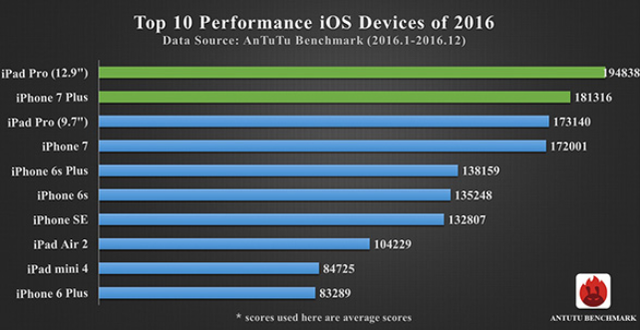 Top 10 Performance iOS Devices of 2016
Data Source: AnTuTu Benchmark (2016.1-2016.12)
iPad Pro (12.9") 194838
iPhone 7 Plus 181316
iPad Pro (9.7") 173140
iPhone 7 172001
iPhone 6s Plus 138159
iPhone 6s 135248
iPhone SE 132807
iPad Air 2 104229
iPad mini 4 84725
iPhone 6 Plus 83289
* scores used here are average scores
ANTUTU BENCHMARK